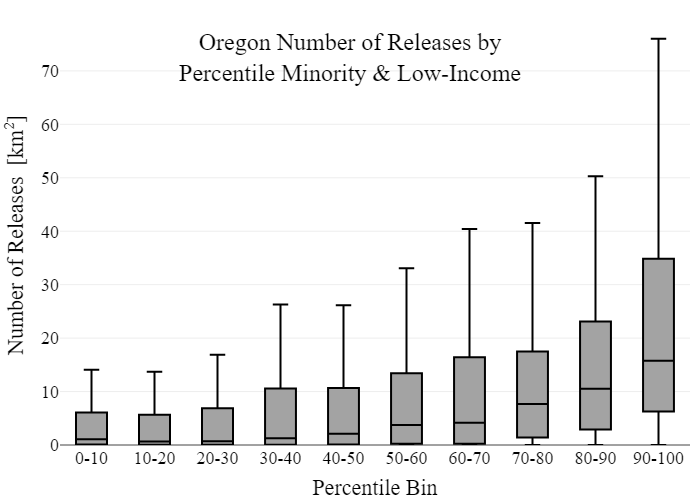 Oregon Number of Releases by
Percentile Minority & Low-Income
Number of Releases [km²]
70
60
50
40
30
20
10
0
0-10 10-20 20-30 30-40 40-50 50-60 60-70 70-80 80-90 90-100
Percentile Bin